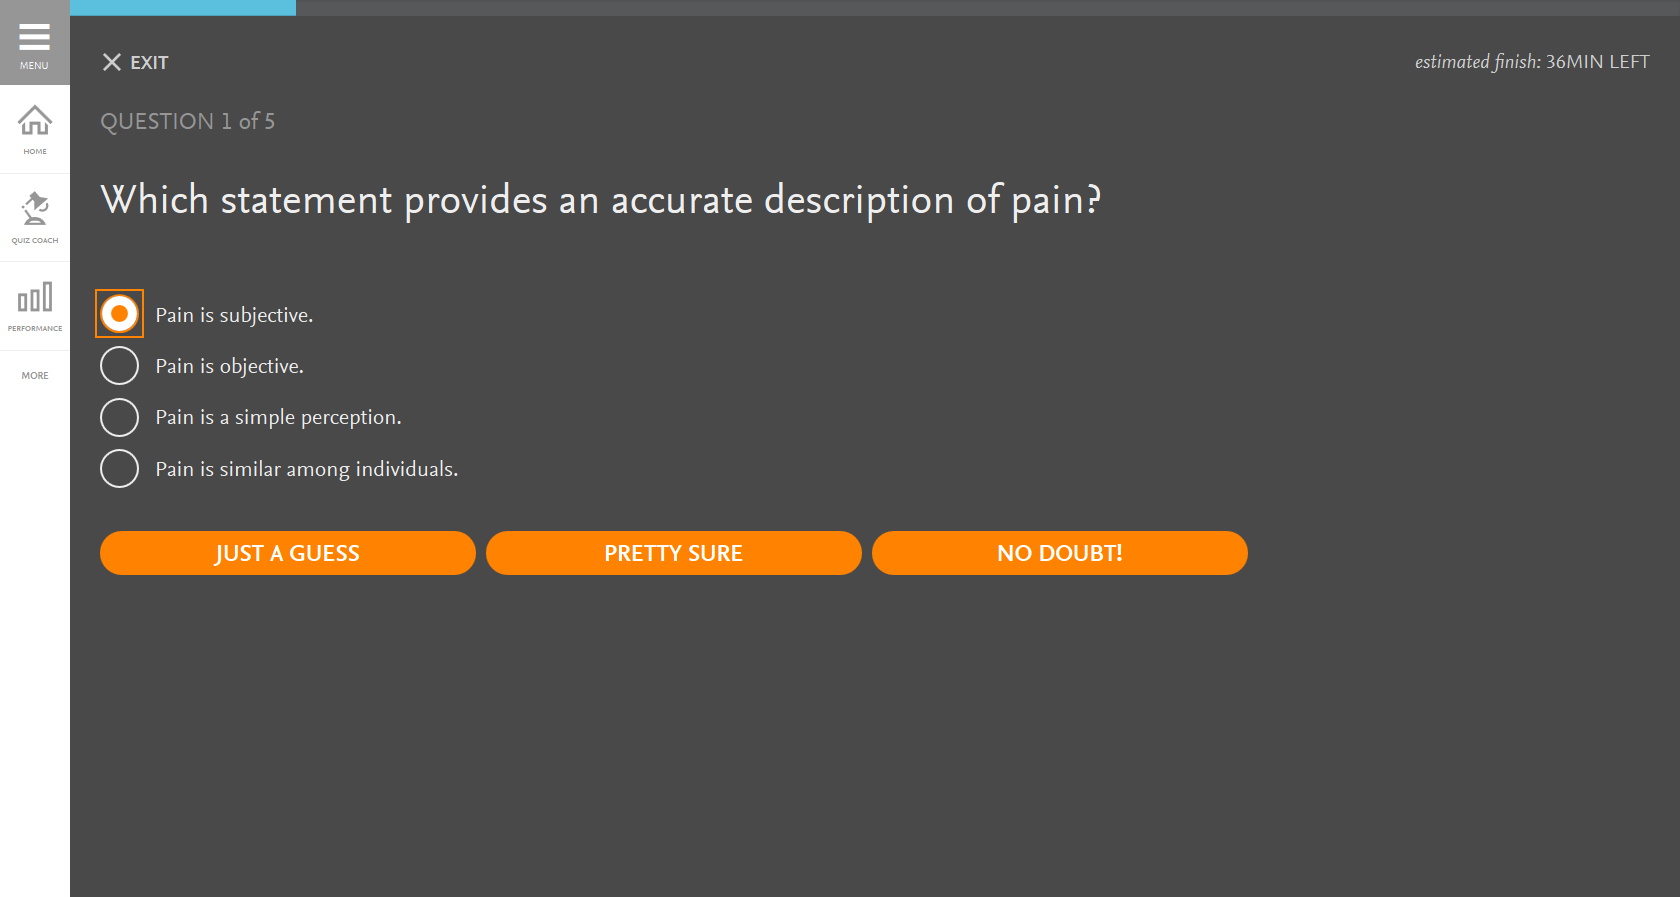 MENU
HOME
QUIZ COACH
PERFORMANCE
MORE
EXIT
estimated finish: 36MIN LEFT
QUESTION 1 of 5
Which statement provides an accurate description of pain?
Pain is subjective.
Pain is objective.
Pain is a simple perception.
Pain is similar among individuals.
JUST A GUESS
PRETTY SURE
NO DOUBT!